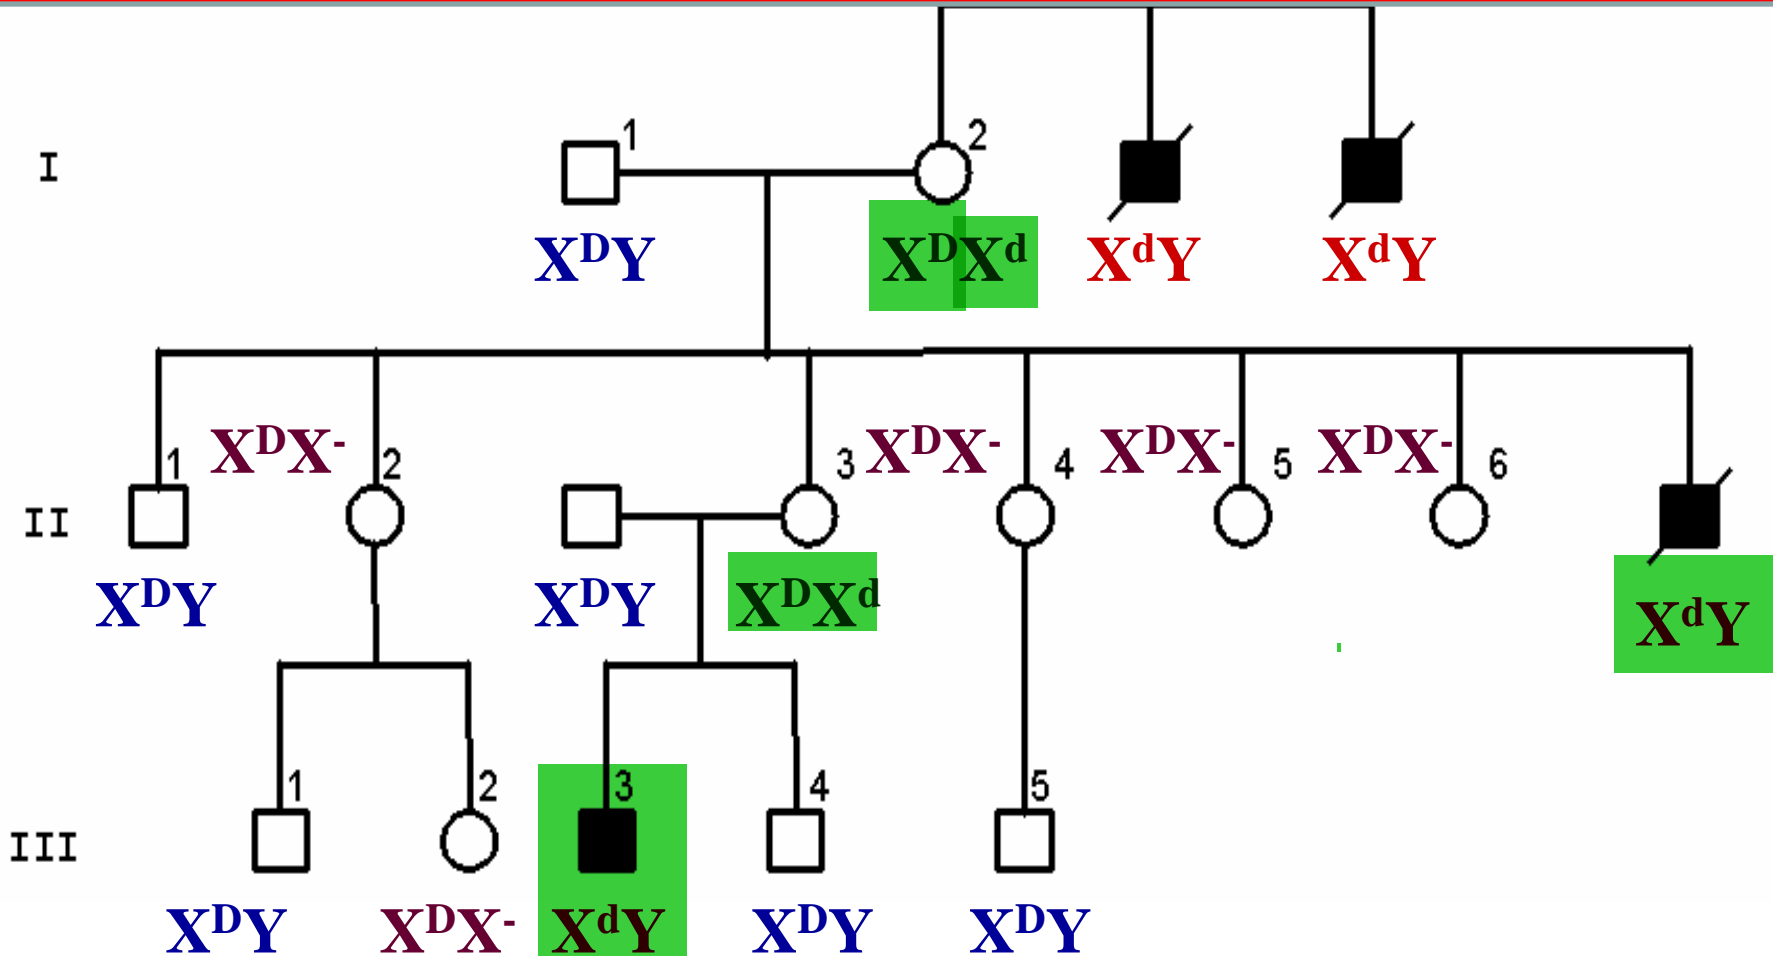 1 2
I
XᴰY XᴰXᵈ XᵈY XᵈY
XᴰX⁻ XᴰX⁻ XᴰX⁻ XᴰX⁻
1 2 3 4 5 6
II
XᴰY XᴰY XᴰXᵈ XᵈY
1 2 3 4 5
III
XᴰY XᴰX⁻ XᵈY XᴰY XᴰY